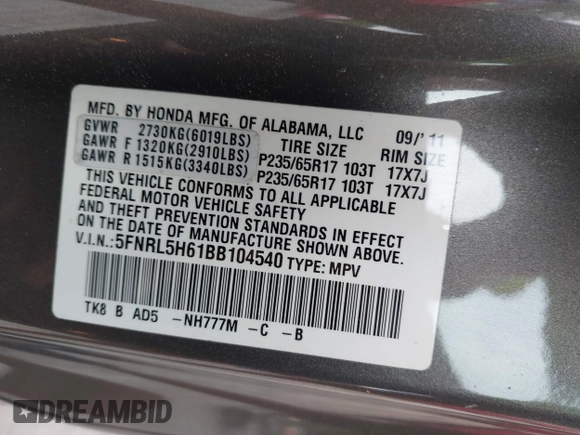 MFD. BY HONDA MFG. OF ALABAMA, LLC 09/'11
GVWR 2730KG(6019LBS) TIRE SIZE RIM SIZE
GAWR F 1320KG(2910LBS) P235/65R17 103T 17X7J
GAWR R 1515KG(3340LBS) P235/65R17 103T 17X7J
THIS VEHICLE CONFORMS TO ALL APPLICABLE
FEDERAL MOTOR VEHICLE SAFETY
AND THEFT PREVENTION STANDARDS IN EFFECT
ON THE DATE OF MANUFACTURE SHOWN ABOVE.
V.I.N.:5FNRL5H61BB104540 TYPE: MPV
TK8 B AD5 -NH777M -C -B
DREAMBID